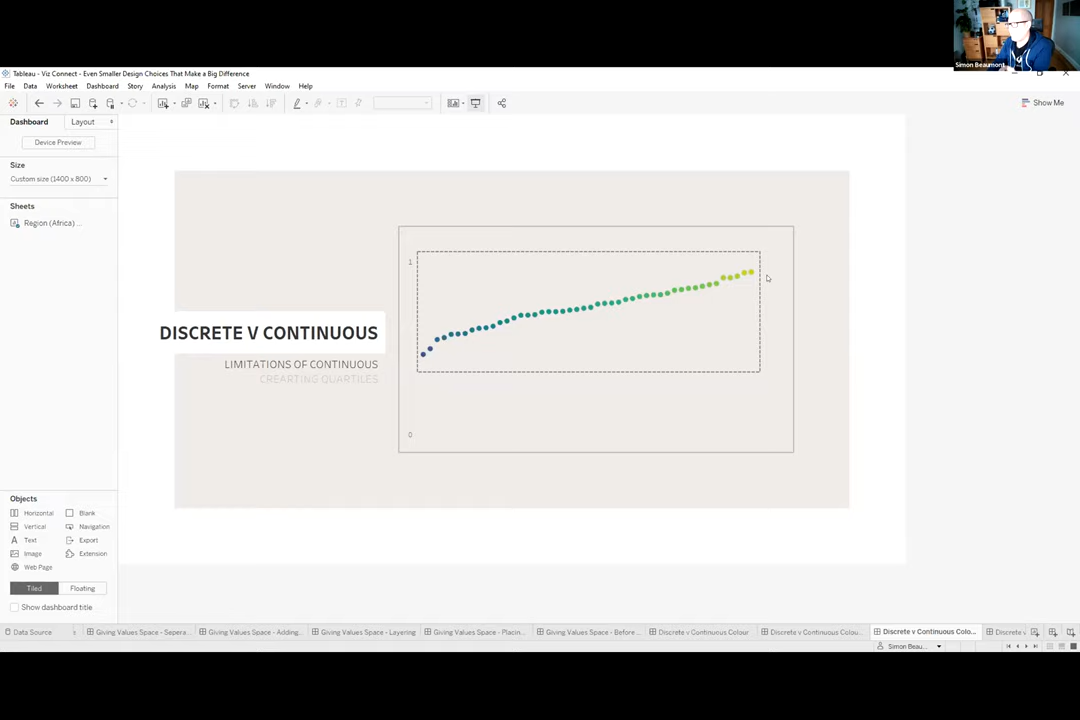 Simon Beaumont
Tableau - Viz Connect - Even Smaller Design Choices That Make a Big Difference
File Data Worksheet Dashboard Story Analysis Map Format Server Window Help
Show Me
Dashboard Layout
Device Preview
Size
Custom size (1400 x 800)
Sheets
Region (Africa) ...
1
DISCRETE V CONTINUOUS
LIMITATIONS OF CONTINUOUS
CREARTING QUARTILES
0
Objects
Horizontal Blank
Vertical Navigation
Text Export
Image Extension
Web Page
Tiled Floating
Show dashboard title
Data Source Giving Values Space - Sepera... Giving Values Space - Adding... Giving Values Space - Layering Giving Values Space - Placin... Giving Values Space - Before... Discrete v Continuous Colour Discrete v Continuous Colou... Discrete v Continuous Colo... Discrete v
Simon Beau...